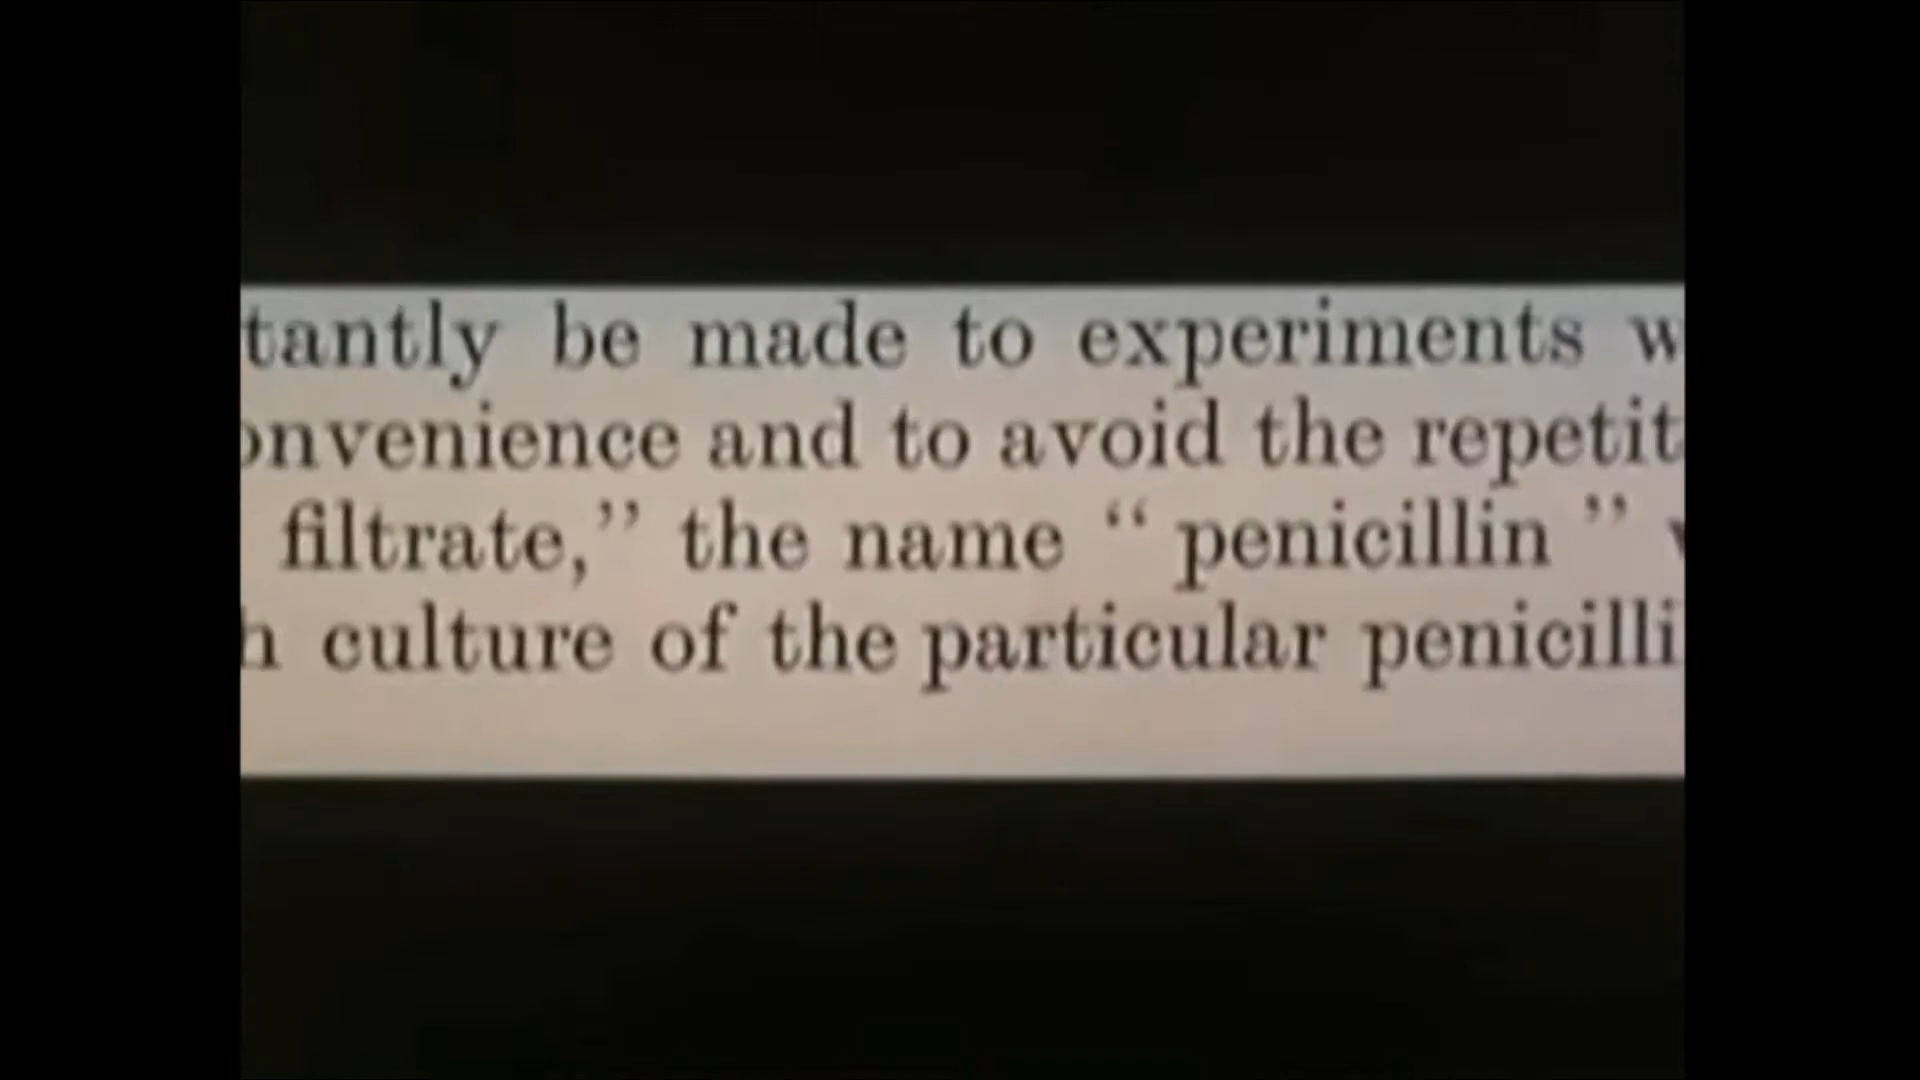 tantly be made to experiments w
onvenience and to avoid the repetit
filtrate,” the name “ penicillin ”
culture of the particular penicilli